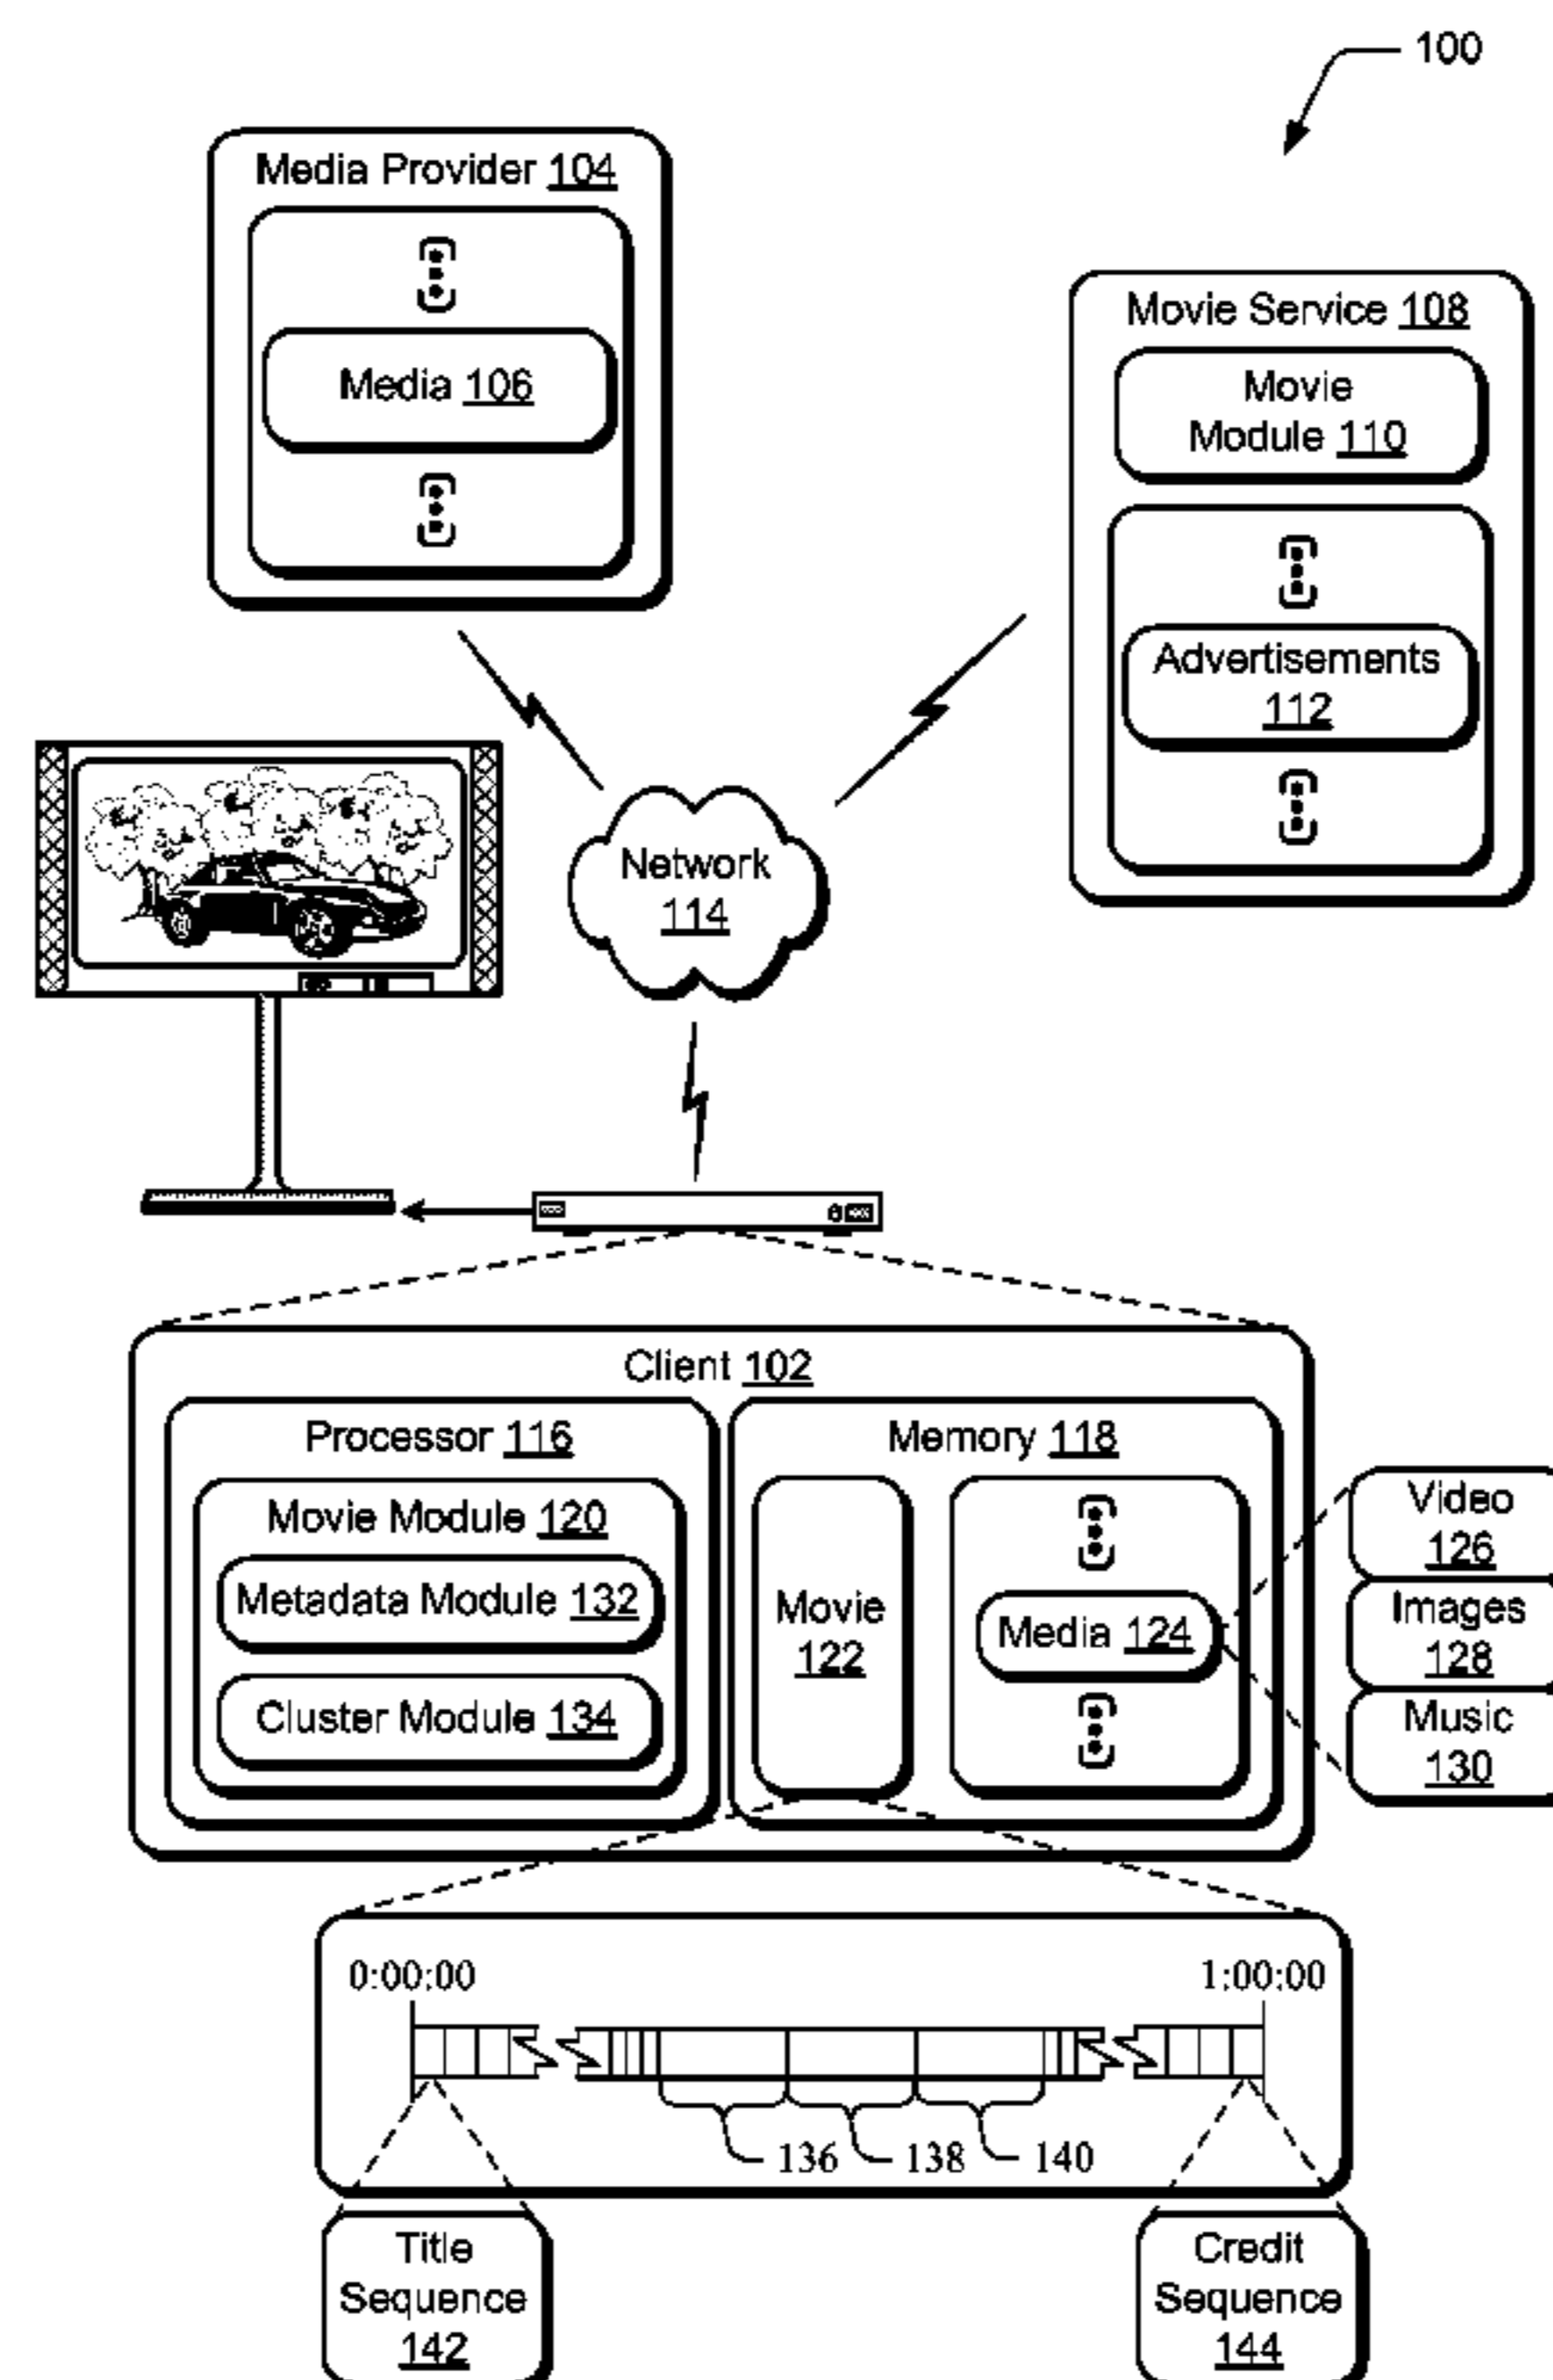 100
Media Provider 104
Media 106
Movie Service 108
Movie
Module 110
Advertisements
112
Network
114
Client 102
Processor 116
Movie Module 120
Metadata Module 132
Cluster Module 134
Memory 118
Movie
122
Media 124
Video
126
Images
128
Music
130
0:00:00
1:00:00
136
138
140
Title
Sequence
142
Credit
Sequence
144